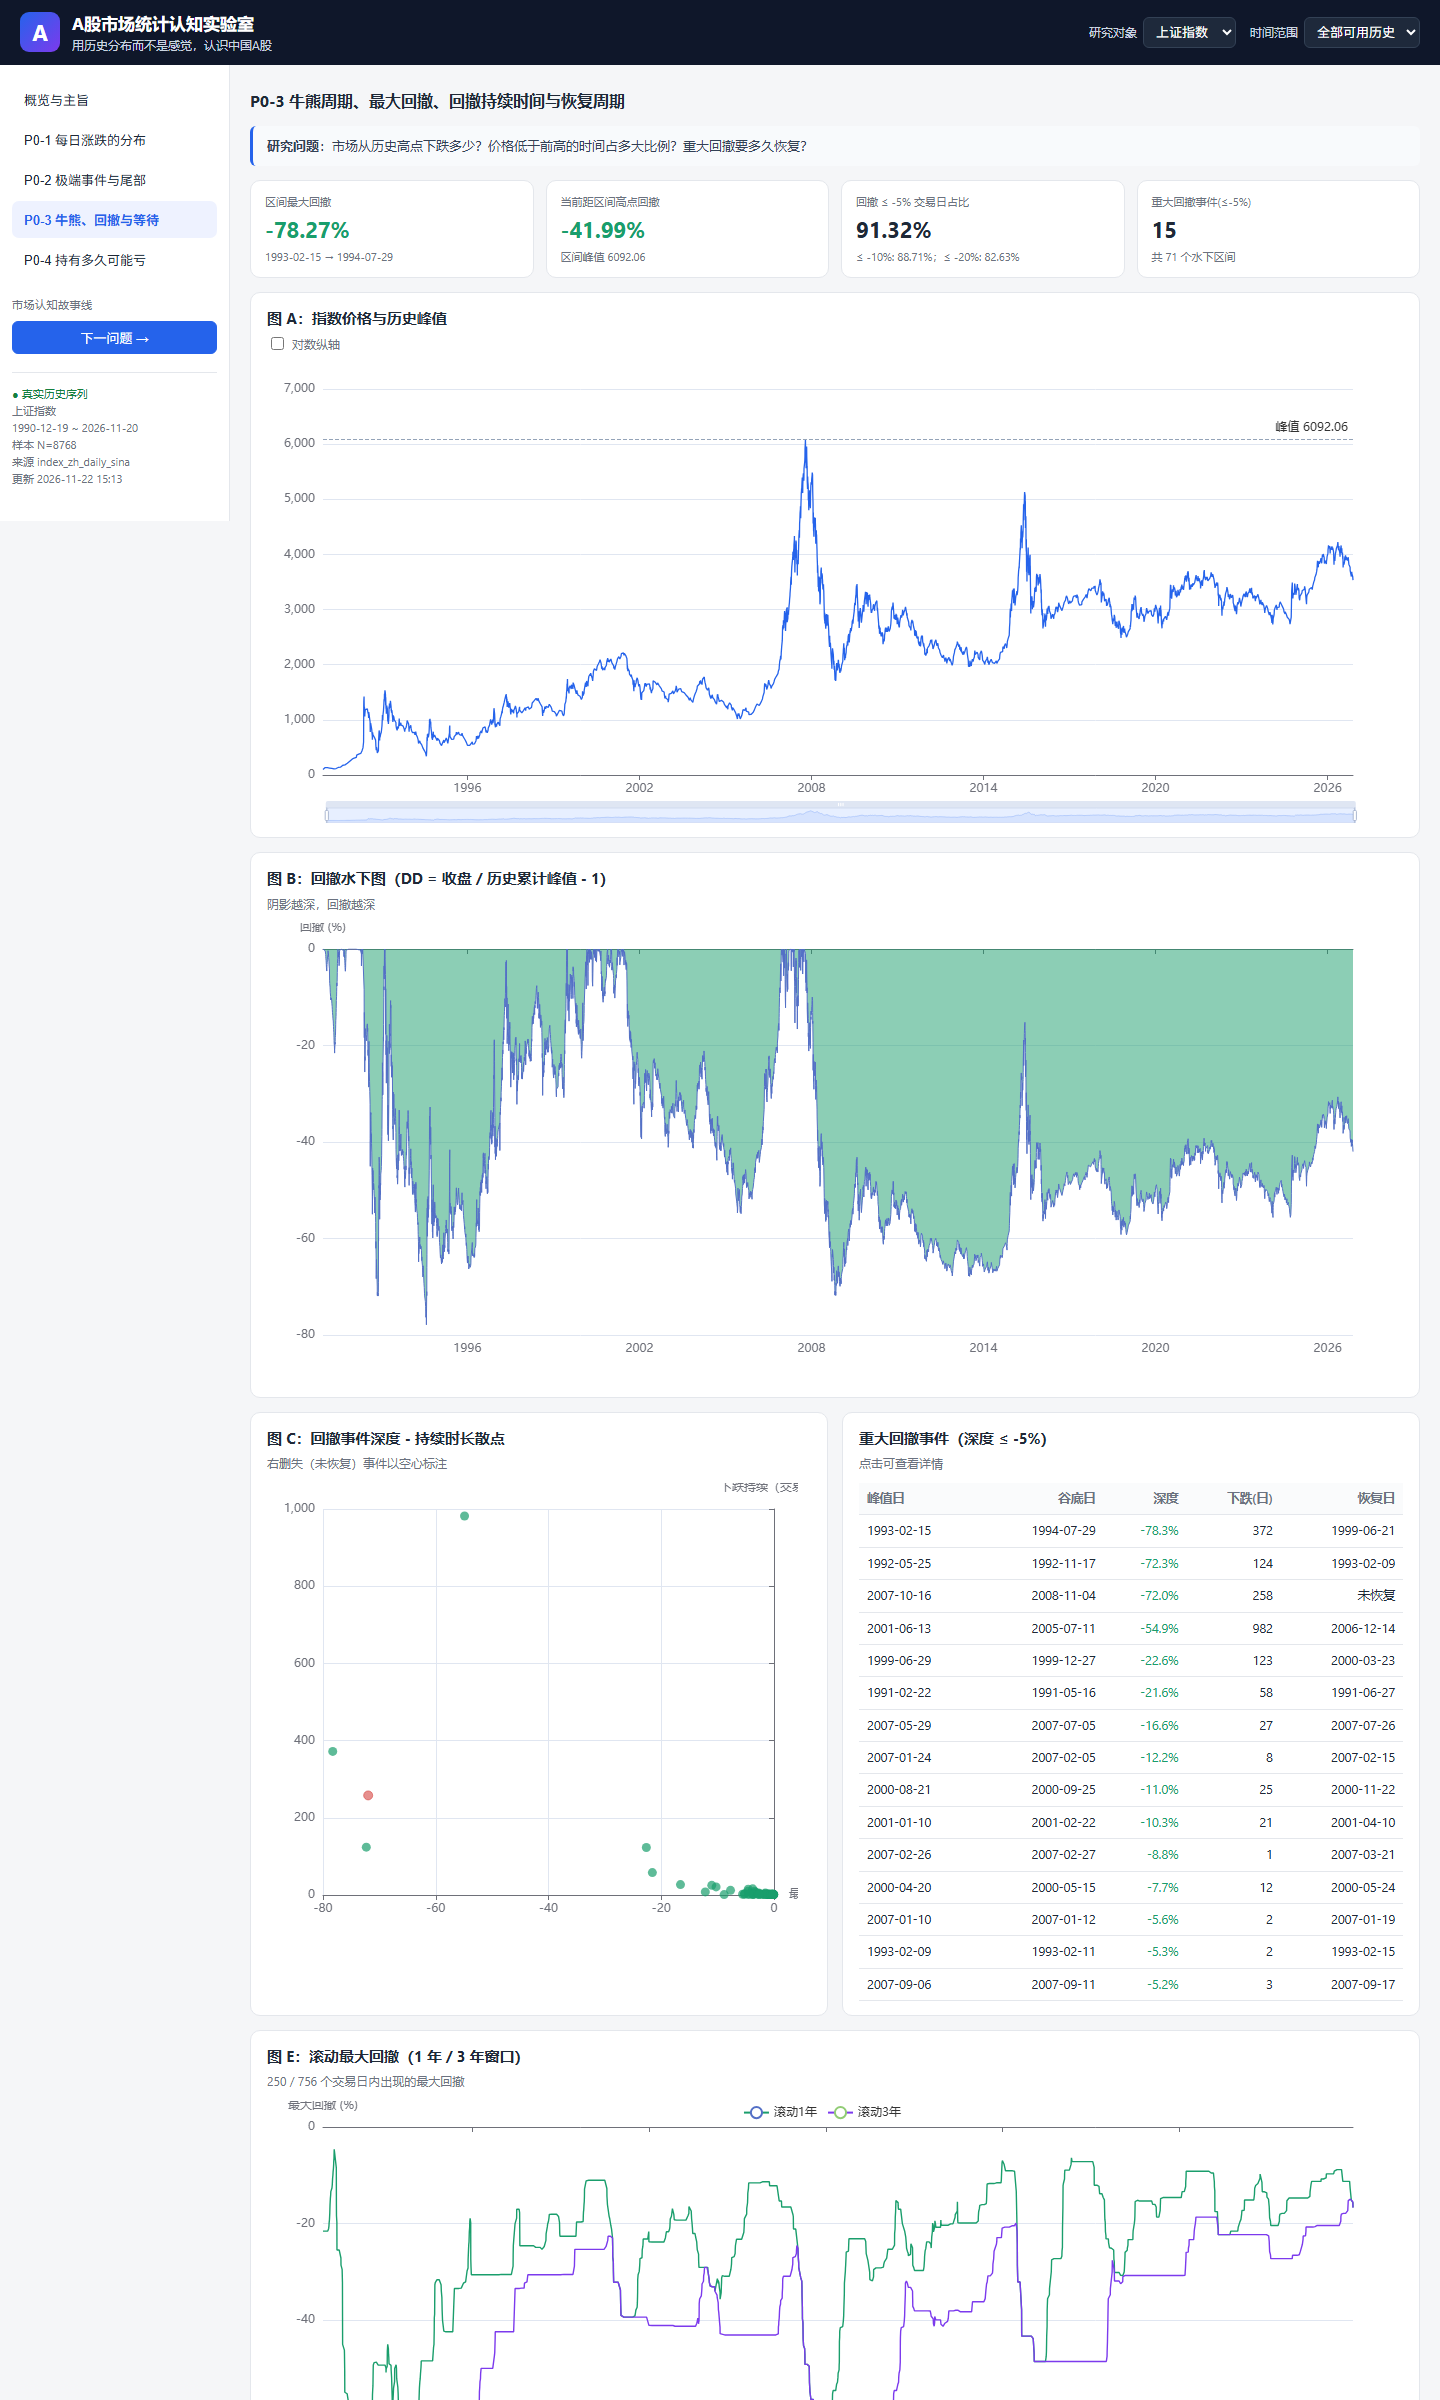 A
A股市场统计认知实验室
用历史分布而不是感觉，认识中国A股
研究对象 上证指数 时间范围 全部可用历史
概览与主旨
P0-1 每日涨跌的分布
P0-2 极端事件与尾部
P0-3 牛熊、回撤与等待
P0-4 持有多久可能亏
市场认知故事线
下一问题 →
● 真实历史序列
上证指数
1990-12-19 ~ 2026-11-20
样本 N=8768
来源 index_zh_daily_sina
更新 2026-11-22 15:13
P0-3 牛熊周期、最大回撤、回撤持续时间与恢复周期
研究问题：市场从历史高点下跌多少？价格低于前高的时间占多大比例？重大回撤要多久恢复？
区间最大回撤
-78.27%
1993-02-15 → 1994-07-29
当前距区间高点回撤
-41.99%
区间峰值 6092.06
回撤 ≤ -5% 交易日占比
91.32%
≤ -10%: 88.71%；≤ -20%: 82.63%
重大回撤事件(≤-5%)
15
共 71 个水下区间
图 A：指数价格与历史峰值
对数纵轴
7,000
6,000
5,000
4,000
3,000
2,000
1,000
0
峰值 6092.06
1996 2002 2008 2014 2020 2026
图 B：回撤水下图（DD = 收盘 / 历史累计峰值 - 1）
阴影越深，回撤越深
回撤 (%)
0
-20
-40
-60
-80
1996 2002 2008 2014 2020 2026
图 C：回撤事件深度 - 持续时长散点
右删失（未恢复）事件以空心标注
下跌持续（交易
1,000
800
600
400
200
0
-80 -60 -40 -20 0
最
重大回撤事件（深度 ≤ -5%）
点击可查看详情
峰值日 谷底日 深度 下跌(日) 恢复日
1993-02-15 1994-07-29 -78.3% 372 1999-06-21
1992-05-25 1992-11-17 -72.3% 124 1993-02-09
2007-10-16 2008-11-04 -72.0% 258 未恢复
2001-06-13 2005-07-11 -54.9% 982 2006-12-14
1999-06-29 1999-12-27 -22.6% 123 2000-03-23
1991-02-22 1991-05-16 -21.6% 58 1991-06-27
2007-05-29 2007-07-05 -16.6% 27 2007-07-26
2007-01-24 2007-02-05 -12.2% 8 2007-02-15
2000-08-21 2000-09-25 -11.0% 25 2000-11-22
2001-01-10 2001-02-22 -10.3% 21 2001-04-10
2007-02-26 2007-02-27 -8.8% 1 2007-03-21
2000-04-20 2000-05-15 -7.7% 12 2000-05-24
2007-01-10 2007-01-12 -5.6% 2 2007-01-19
1993-02-09 1993-02-11 -5.3% 2 1993-02-15
2007-09-06 2007-09-11 -5.2% 3 2007-09-17
图 E：滚动最大回撤（1 年 / 3 年窗口）
250 / 756 个交易日内出现的最大回撤
最大回撤 (%)
滚动1年 滚动3年
0
-20
-40